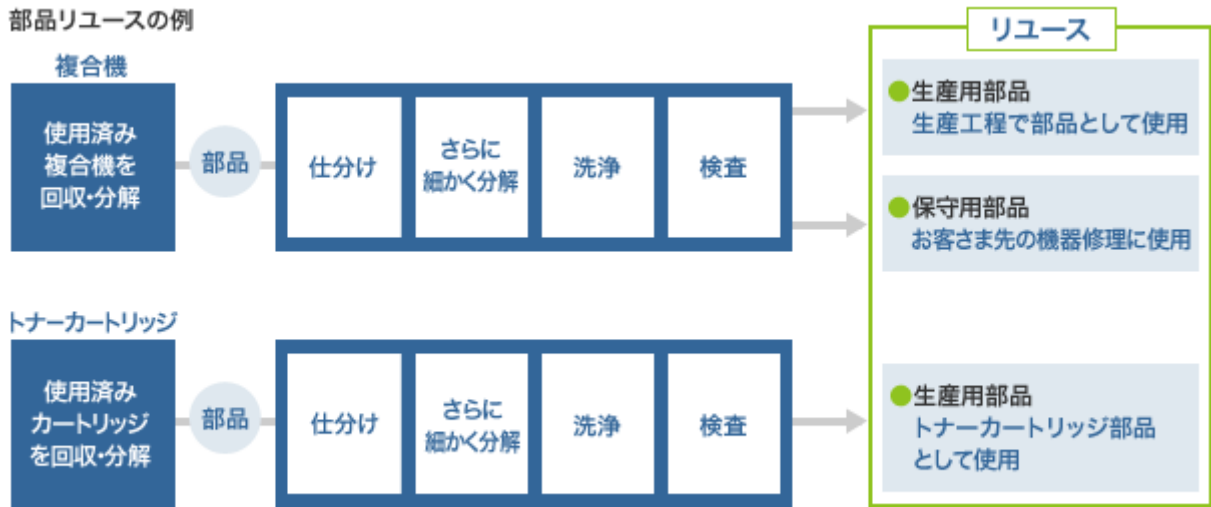 部品リユースの例
リユース
複合機
使用済み
複合機を
回収・分解
部品
仕分け
さらに
細かく分解
洗浄
検査
●生産用部品
生産工程で部品として使用
●保守用部品
お客さま先の機器修理に使用
トナーカートリッジ
使用済み
カートリッジ
を回収・分解
部品
仕分け
さらに
細かく分解
洗浄
検査
●生産用部品
トナーカートリッジ部品
として使用